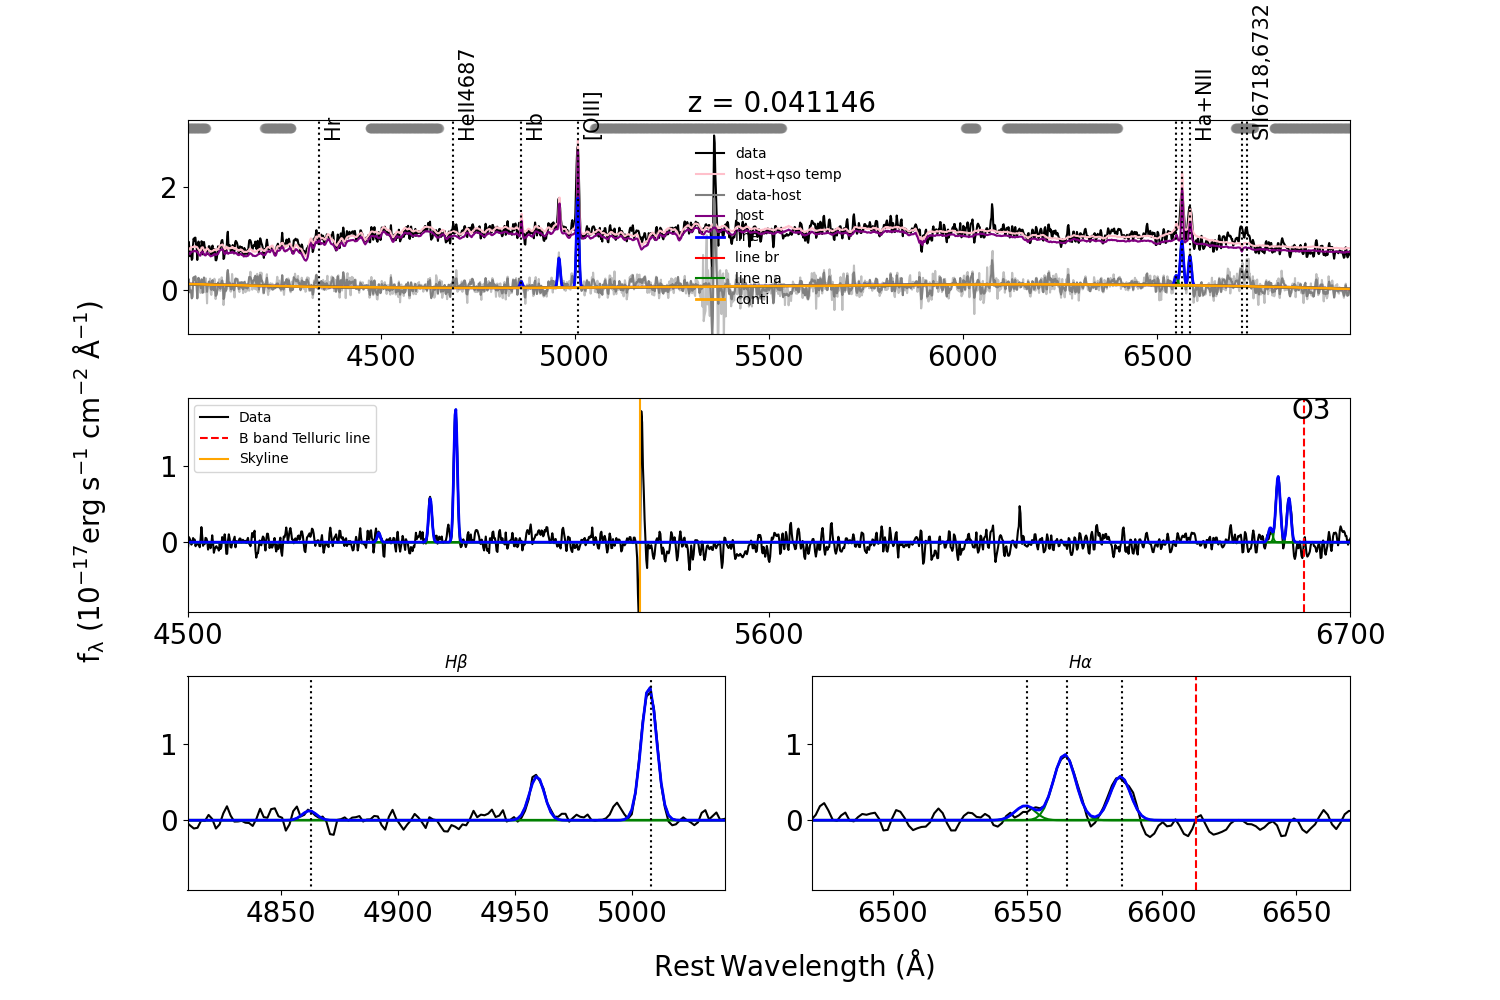 z = 0.041146
Hr
HeII4687
Hb
[OIII]
Ha+NII
SII6718,6732
data
host+qso temp
data-host
host
line
line br
line na
conti
2
0
4500 5000 5500 6000 6500
Data
B band Telluric line
Skyline
O3
1
0
4500 5600 6700
fλ (10⁻¹⁷erg s⁻¹ cm⁻² Å⁻¹)
Hβ
1
0
4850 4900 4950 5000
Hα
1
0
6500 6550 6600 6650
Rest Wavelength (Å)